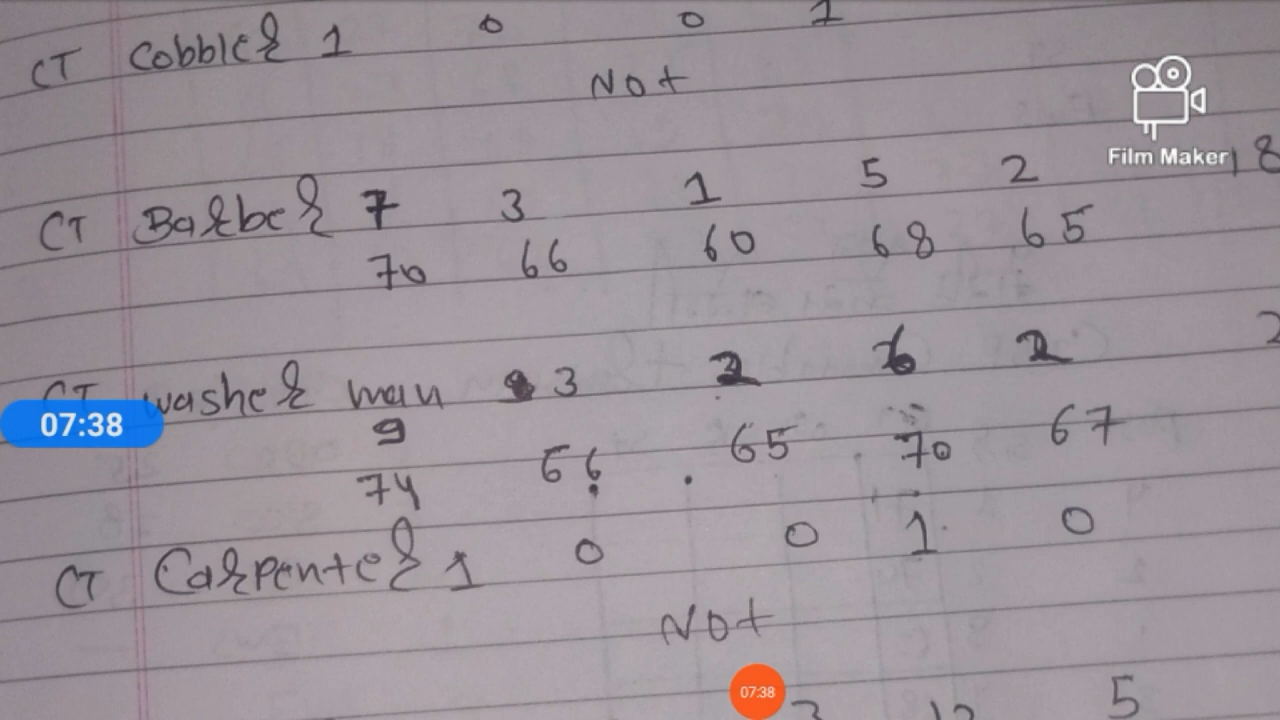 CT Cobbler 1 0 0 1
Not
Film Maker
CT Barber 7 3 1 5 2 18
70 66 60 68 65
CT washer man 3 2 6 2 2
9
74 66 65 70 67
07:38
CT Carpenter 1 0 0 1 0
Not
07:38
5